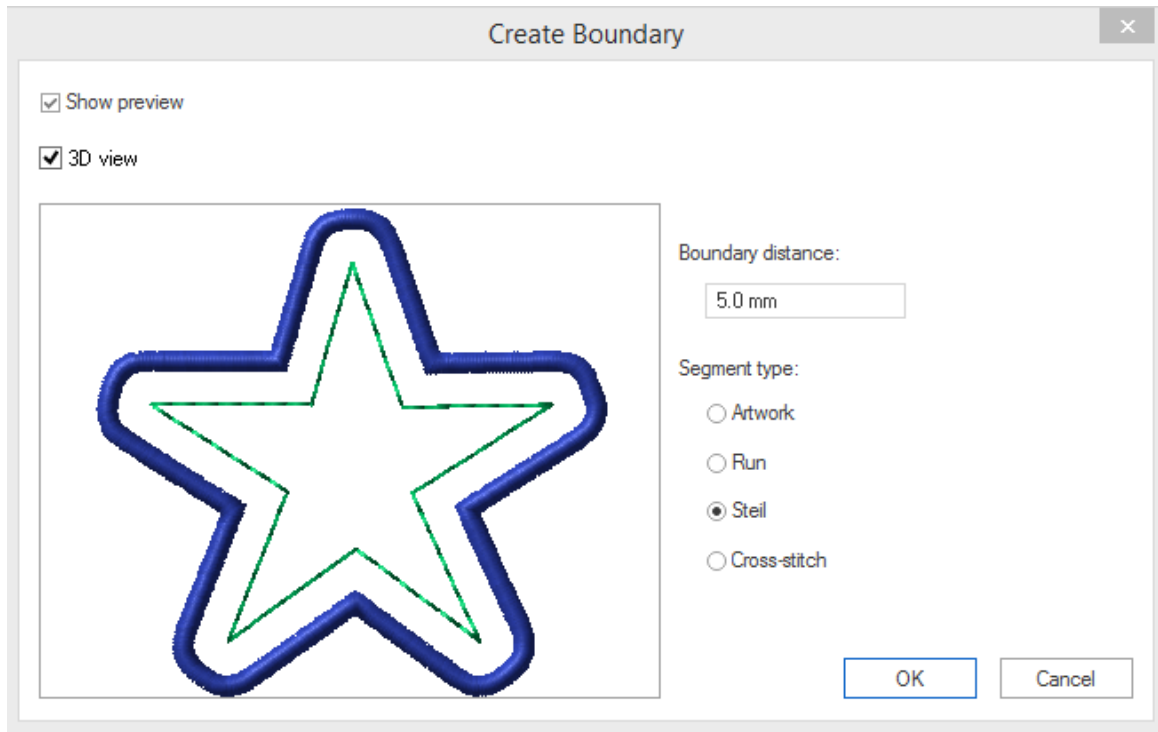 Create Boundary
Show preview
3D view
Boundary distance:
5.0 mm
Segment type:
Artwork
Run
Steil
Cross-stitch
OK
Cancel